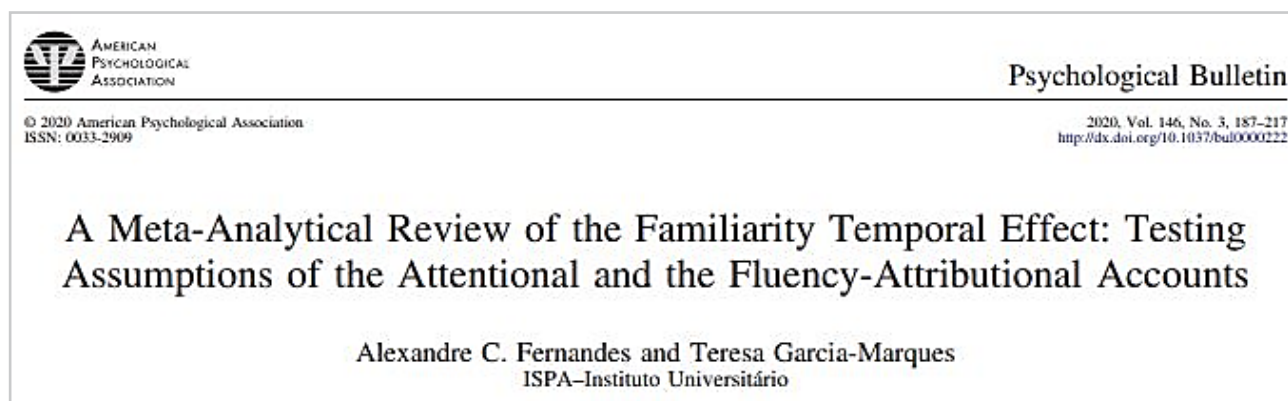 AMERICAN
PSYCHOLOGICAL
ASSOCIATION
Psychological Bulletin
© 2020 American Psychological Association
ISSN: 0033-2909
2020, Vol. 146, No. 3, 187–217
http://dx.doi.org/10.1037/bul0000222
A Meta-Analytical Review of the Familiarity Temporal Effect: Testing
Assumptions of the Attentional and the Fluency-Attributional Accounts
Alexandre C. Fernandes and Teresa Garcia-Marques
ISPA–Instituto Universitário